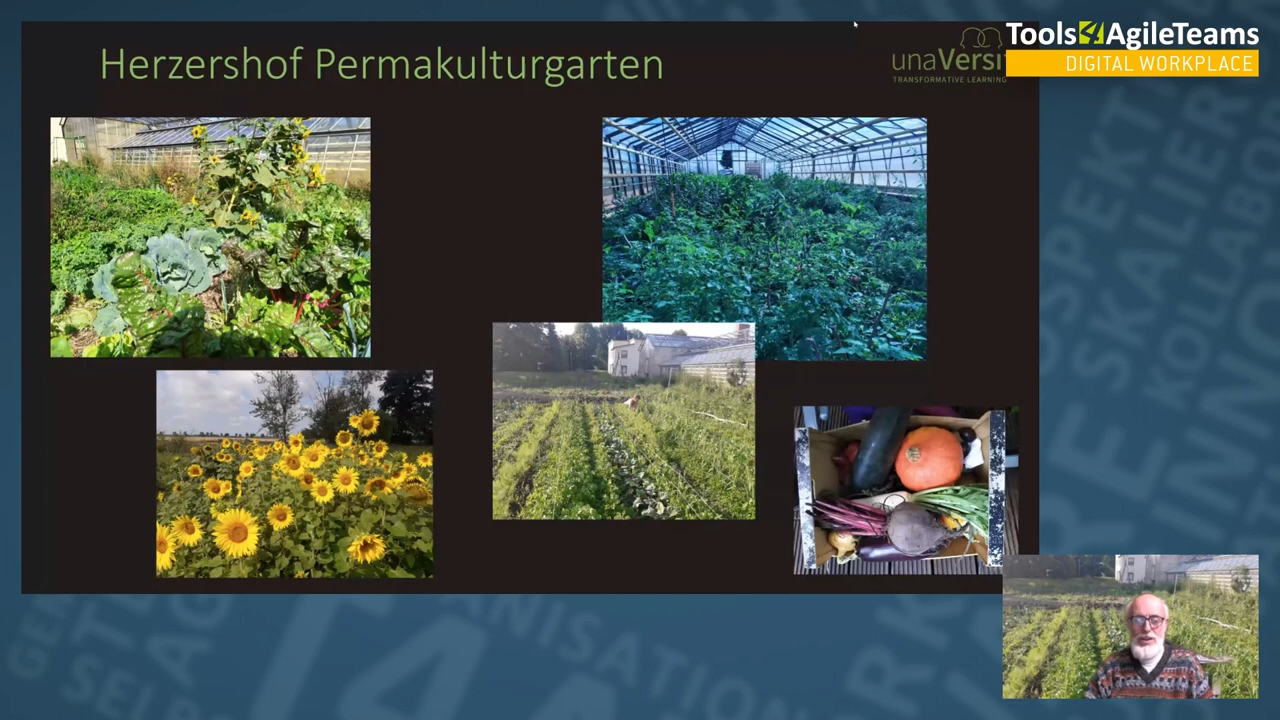 Herzershof Permakulturgarten
unaVersi
TRANSFORMATIVE LEARNING
Tools4AgileTeams
DIGITAL WORKPLACE